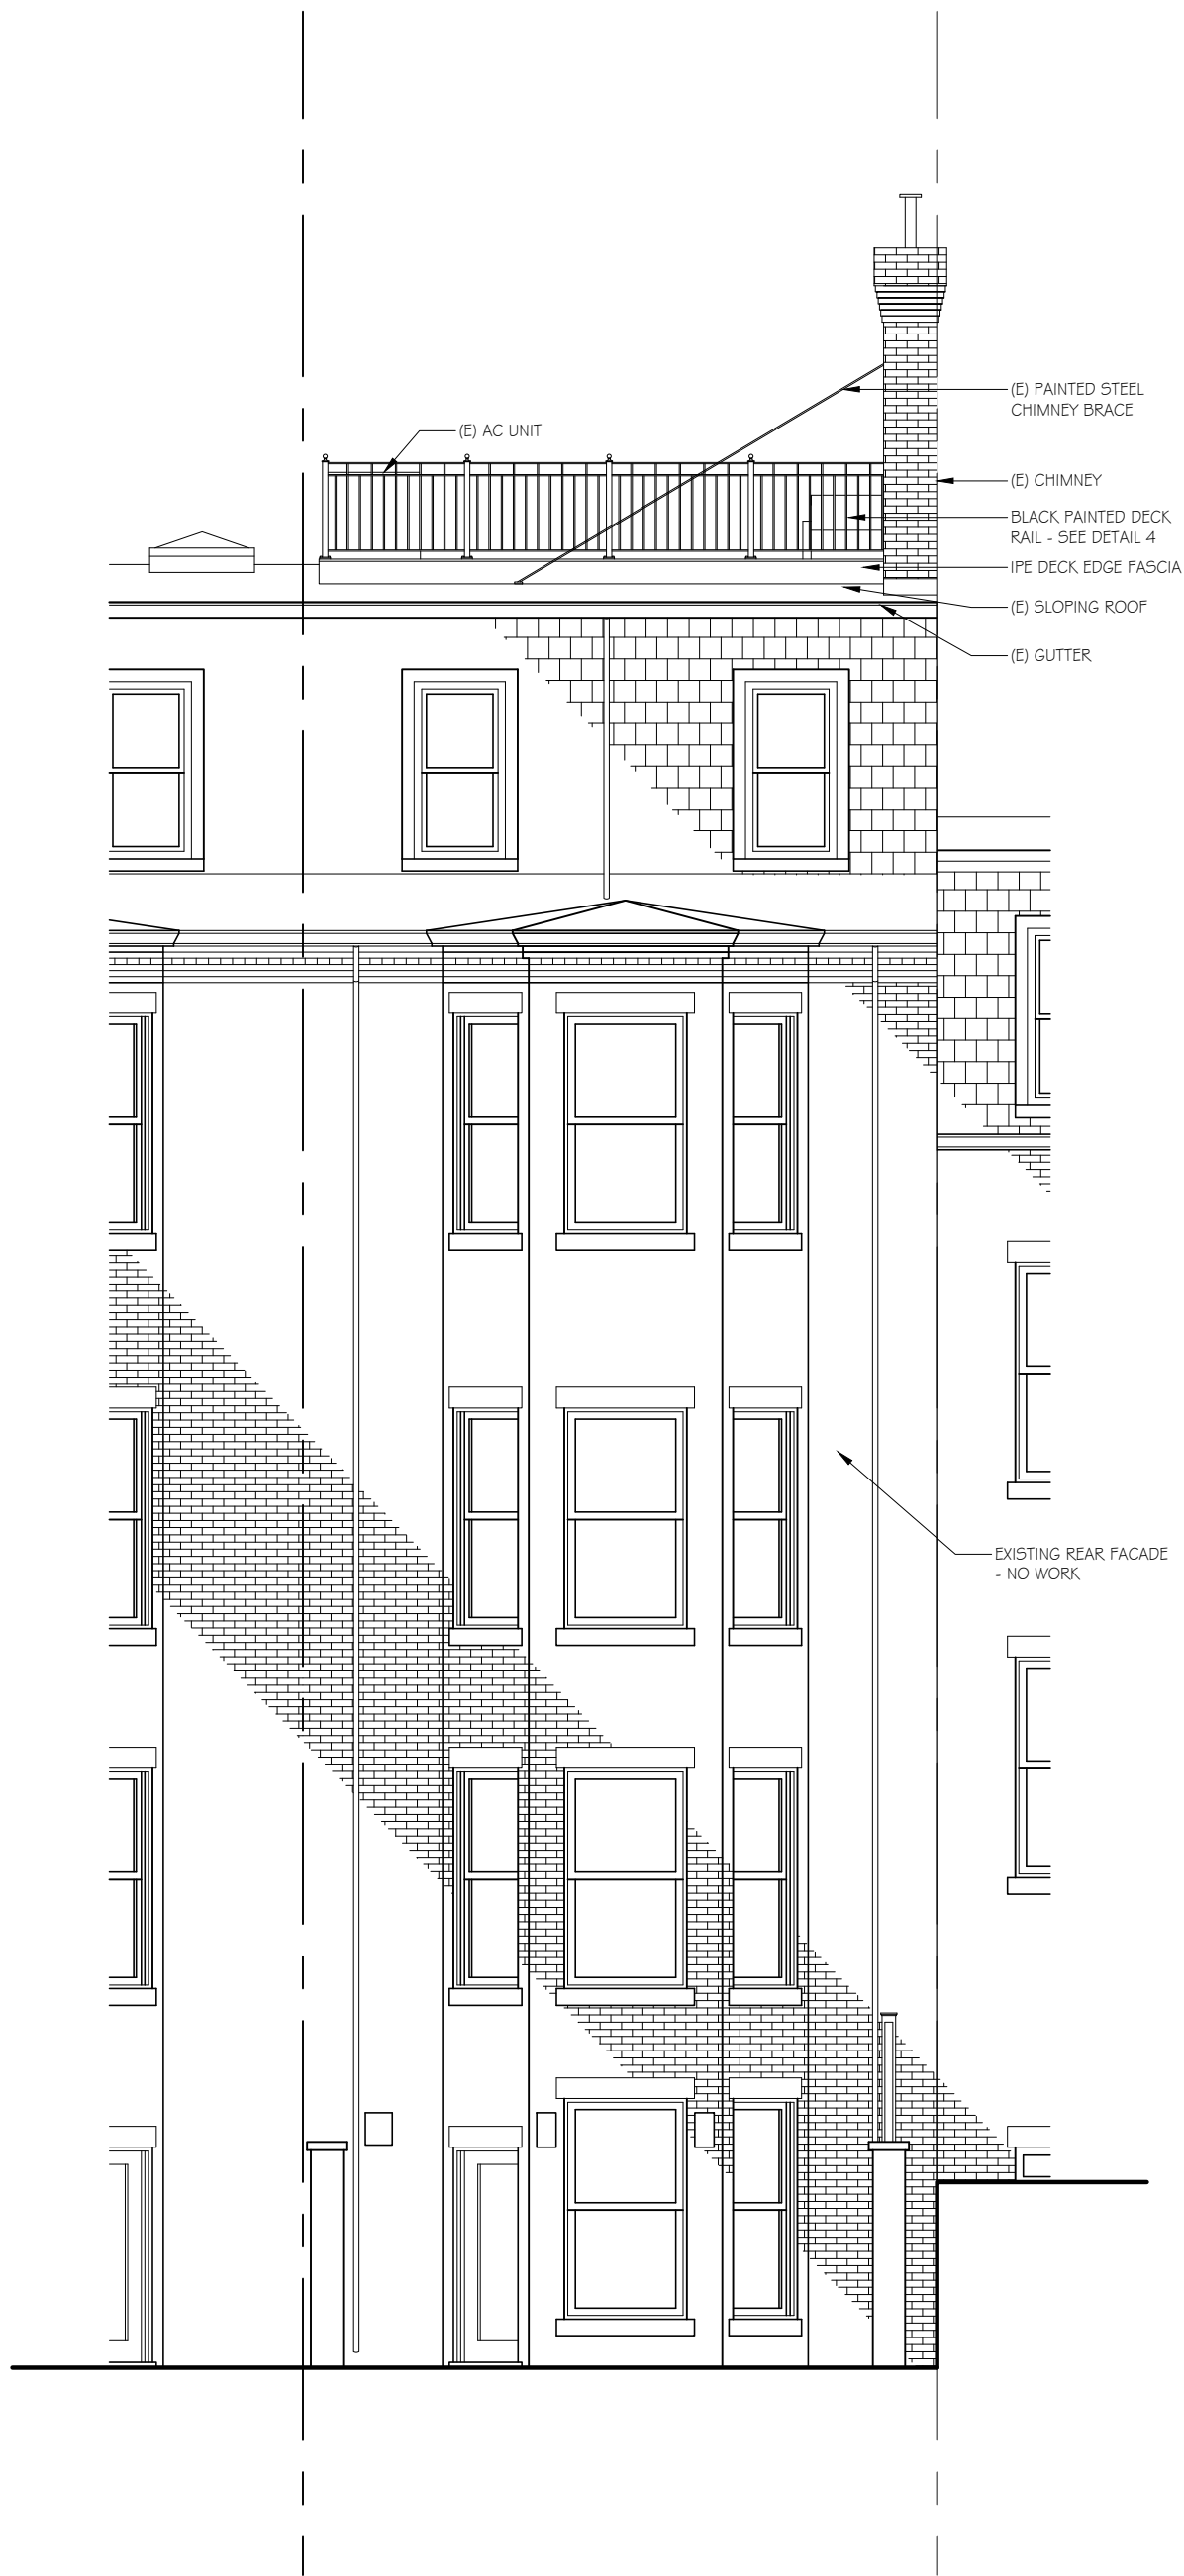 (E) PAINTED STEEL
CHIMNEY BRACE
(E) AC UNIT
(E) CHIMNEY
BLACK PAINTED DECK
RAIL - SEE DETAIL 4
IPE DECK EDGE FASCIA
(E) SLOPING ROOF
(E) GUTTER
EXISTING REAR FACADE
- NO WORK